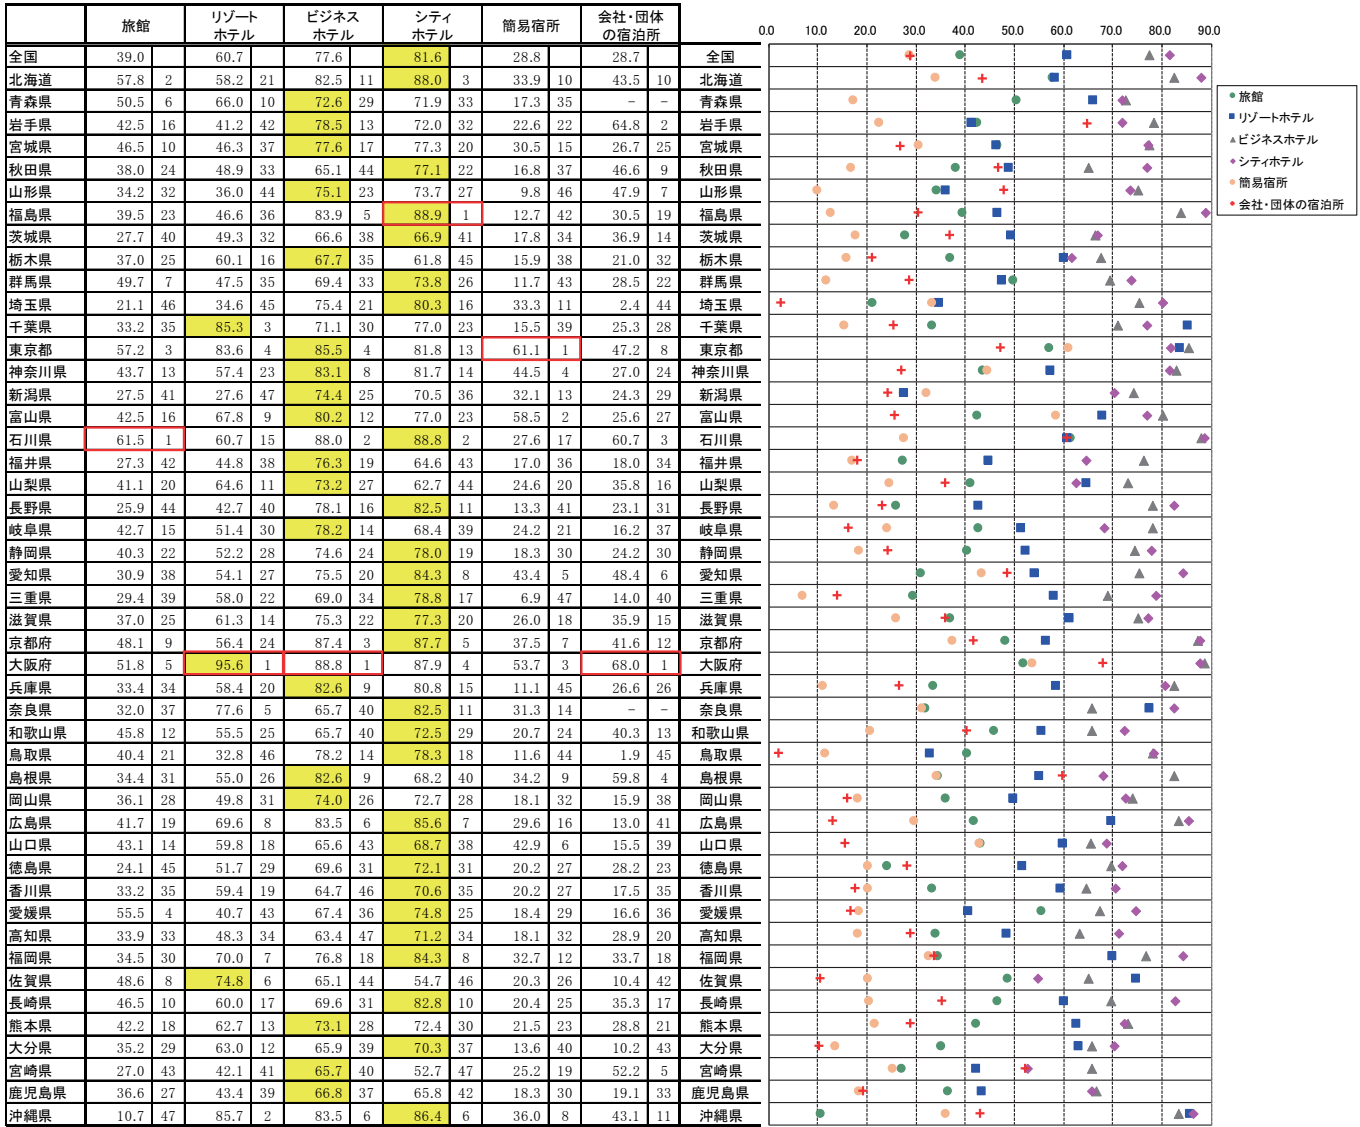 旅館 リゾートホテル ビジネスホテル シティホテル 簡易宿所 会社・団体の宿泊所
0.0 10.0 20.0 30.0 40.0 50.0 60.0 70.0 80.0 90.0
全国 39.0 60.7 77.6 81.6 28.8 28.7 全国
北海道 57.8 2 58.2 21 82.5 11 88.0 3 33.9 10 43.5 10 北海道
青森県 50.5 6 66.0 10 72.6 29 71.9 33 17.3 35 - - 青森県
岩手県 42.5 16 41.2 42 78.5 13 72.0 32 22.6 22 64.8 2 岩手県
宮城県 46.5 10 46.3 37 77.6 17 77.3 20 30.5 15 26.7 25 宮城県
秋田県 38.0 24 48.9 33 65.1 44 77.1 22 16.8 37 46.6 9 秋田県
山形県 34.2 32 36.0 44 75.1 23 73.7 27 9.8 46 47.9 7 山形県
福島県 39.5 23 46.6 36 83.9 5 88.9 1 12.7 42 30.5 19 福島県
茨城県 27.7 40 49.3 32 66.6 38 66.9 41 17.8 34 36.9 14 茨城県
栃木県 37.0 25 60.1 16 67.7 35 61.8 45 15.9 38 21.0 32 栃木県
群馬県 49.7 7 47.5 35 69.4 33 73.8 26 11.7 43 28.5 22 群馬県
埼玉県 21.1 46 34.6 45 75.4 21 80.3 16 33.3 11 2.4 44 埼玉県
千葉県 33.2 35 85.3 3 71.1 30 77.0 23 15.5 39 25.3 28 千葉県
東京都 57.2 3 83.6 4 85.5 4 81.8 13 61.1 1 47.2 8 東京都
神奈川県 43.7 13 57.4 23 83.1 8 81.7 14 44.5 4 27.0 24 神奈川県
新潟県 27.5 41 27.6 47 74.4 25 70.5 36 32.1 13 24.3 29 新潟県
富山県 42.5 16 67.8 9 80.2 12 77.0 23 58.5 2 25.6 27 富山県
石川県 61.5 1 60.7 15 88.0 2 88.8 2 27.6 17 60.7 3 石川県
福井県 27.3 42 44.8 38 76.3 19 64.6 43 17.0 36 18.0 34 福井県
山梨県 41.1 20 64.6 11 73.2 27 62.7 44 24.6 20 35.8 16 山梨県
長野県 25.9 44 42.7 40 78.1 16 82.5 11 13.3 41 23.1 31 長野県
岐阜県 42.7 15 51.4 30 78.2 14 68.4 39 24.2 21 16.2 37 岐阜県
静岡県 40.3 22 52.2 28 74.6 24 78.0 19 18.3 30 24.2 30 静岡県
愛知県 30.9 38 54.1 27 75.5 20 84.3 8 43.4 5 48.4 6 愛知県
三重県 29.4 39 58.0 22 69.0 34 78.8 17 6.9 47 14.0 40 三重県
滋賀県 37.0 25 61.3 14 75.3 22 77.3 20 26.0 18 35.9 15 滋賀県
京都府 48.1 9 56.4 24 87.4 3 87.7 5 37.5 7 41.6 12 京都府
大阪府 51.8 5 95.6 1 88.8 1 87.9 4 53.7 3 68.0 1 大阪府
兵庫県 33.4 34 58.4 20 82.6 9 80.8 15 11.1 45 26.6 26 兵庫県
奈良県 32.0 37 77.6 5 65.7 40 82.5 11 31.3 14 - - 奈良県
和歌山県 45.8 12 55.5 25 65.7 40 72.5 29 20.7 24 40.3 13 和歌山県
鳥取県 40.4 21 32.8 46 78.2 14 78.3 18 11.6 44 1.9 45 鳥取県
島根県 34.4 31 55.0 26 82.6 9 68.2 40 34.2 9 59.8 4 島根県
岡山県 36.1 28 49.8 31 74.0 26 72.7 28 18.1 32 15.9 38 岡山県
広島県 41.7 19 69.6 8 83.5 6 85.6 7 29.6 16 13.0 41 広島県
山口県 43.1 14 59.8 18 65.6 43 68.7 38 42.9 6 15.5 39 山口県
徳島県 24.1 45 51.7 29 69.6 31 72.1 31 20.2 27 28.2 23 徳島県
香川県 33.2 35 59.4 19 64.7 46 70.6 35 20.2 27 17.5 35 香川県
愛媛県 55.5 4 40.7 43 67.4 36 74.8 25 18.4 29 16.6 36 愛媛県
高知県 33.9 33 48.3 34 63.4 47 71.2 34 18.1 32 28.9 20 高知県
福岡県 34.5 30 70.0 7 76.8 18 84.3 8 32.7 12 33.7 18 福岡県
佐賀県 48.6 8 74.8 6 65.1 44 54.7 46 20.3 26 10.4 42 佐賀県
長崎県 46.5 10 60.0 17 69.6 31 82.8 10 20.4 25 35.3 17 長崎県
熊本県 42.2 18 62.7 13 73.1 28 72.4 30 21.5 23 28.8 21 熊本県
大分県 35.2 29 63.0 12 65.9 39 70.3 37 13.6 40 10.2 43 大分県
宮崎県 27.0 43 42.1 41 65.7 40 52.7 47 25.2 19 52.2 5 宮崎県
鹿児島県 36.6 27 43.4 39 66.8 37 65.8 42 18.3 30 19.1 33 鹿児島県
沖縄県 10.7 47 85.7 2 83.5 6 86.4 6 36.0 8 43.1 11 沖縄県
旅館
リゾートホテル
ビジネスホテル
シティホテル
簡易宿所
会社・団体の宿泊所